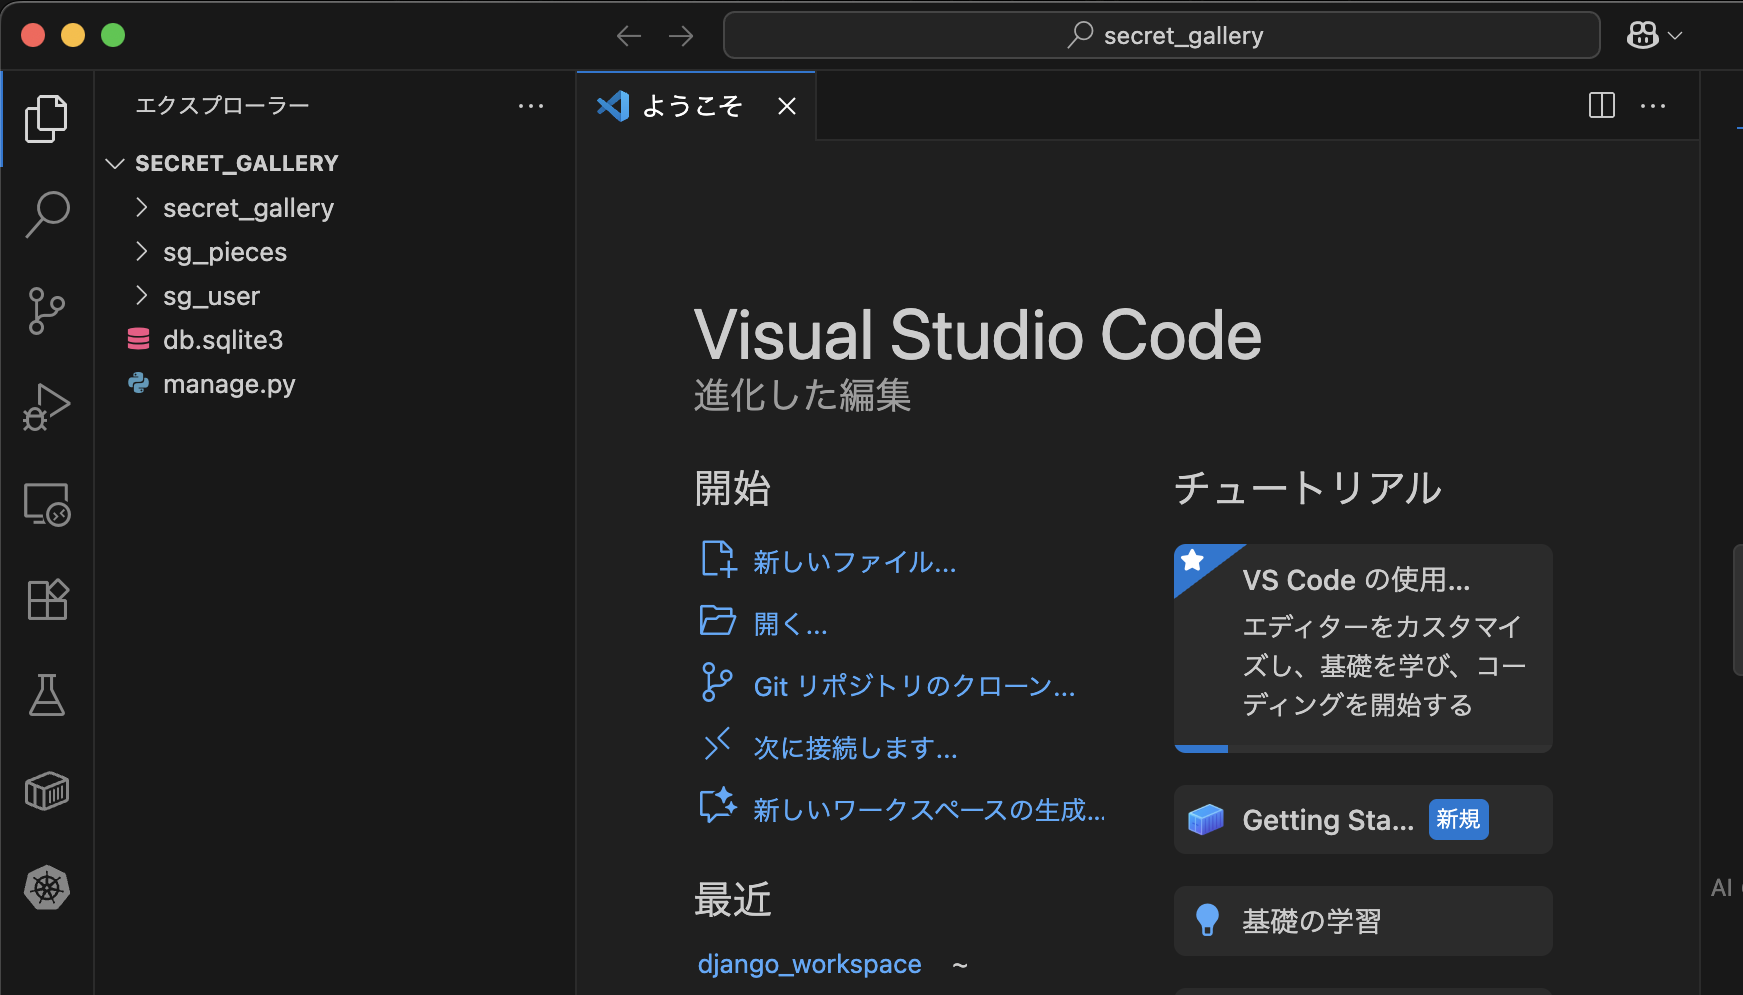 secret_gallery
エクスプローラー
SECRET_GALLERY
secret_gallery
sg_pieces
sg_user
db.sqlite3
manage.py
ようこそ
Visual Studio Code
進化した編集
開始
新しいファイル...
開く...
Git リポジトリのクローン...
次に接続します...
新しいワークスペースの生成...
最近
django_workspace ~
チュートリアル
VS Code の使用...
エディターをカスタマイ
ズし、基礎を学び、コー
ディングを開始する
Getting Sta... 新規
基礎の学習
AI